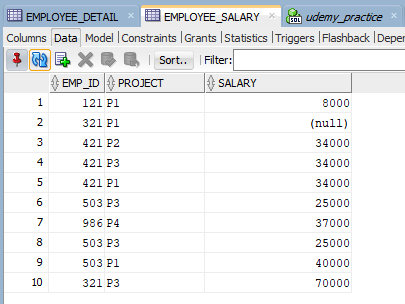 EMPLOYEE_DETAIL EMPLOYEE_SALARY udemy_practice
Columns Data Model Constraints Grants Statistics Triggers Flashback
Sort.. Filter:
EMP_ID PROJECT SALARY
1 121 P1 8000
2 321 P1 (null)
3 421 P2 34000
4 421 P3 34000
5 421 P1 34000
6 503 P3 25000
7 986 P4 37000
8 503 P3 25000
9 503 P1 40000
10 321 P3 70000